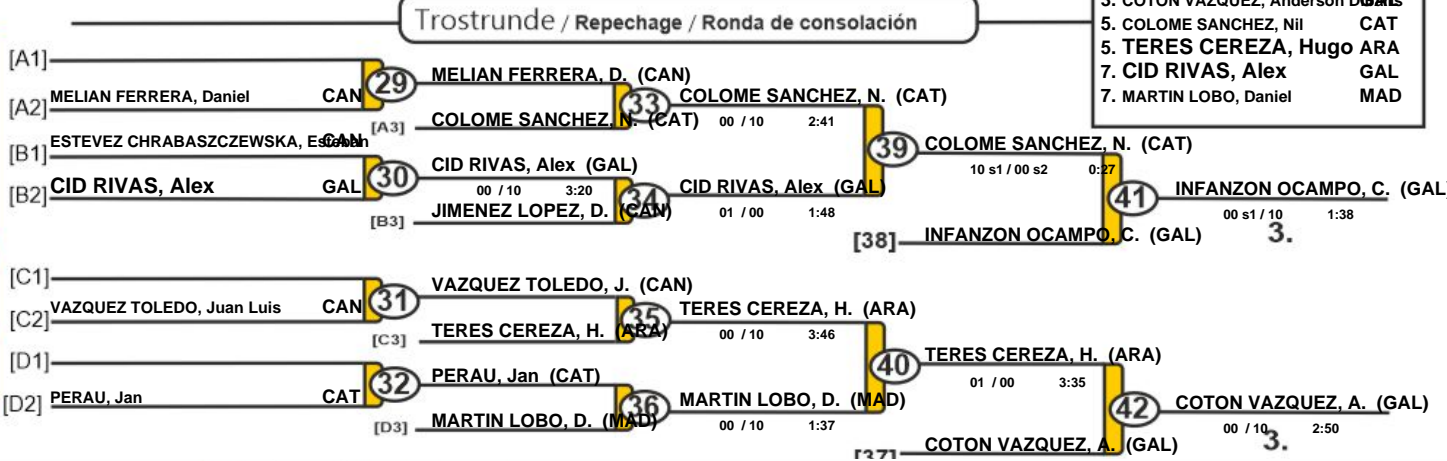 3. COTON VAZQUEZ, Anderson GAL
Trostrunde / Repechage / Ronda de consolación
5. COLOME SANCHEZ, Nil CAT
5. TERES CEREZA, Hugo ARA
7. CID RIVAS, Alex GAL
7. MARTIN LOBO, Daniel MAD
[A1]
29 MELIAN FERRERA, D. (CAN)
[A2] MELIAN FERRERA, Daniel CAN
33 COLOME SANCHEZ, N. (CAT)
[A3] COLOME SANCHEZ, N. (CAT) 00 / 10 2:41
[B1] ESTEVEZ CHRABASZCZEWSKA, Esteban CAN
39 COLOME SANCHEZ, N. (CAT)
10 s1 / 00 s2 0:27
30 CID RIVAS, Alex (GAL)
00 / 10 3:20
[B2] CID RIVAS, Alex GAL
34 CID RIVAS, Alex (GAL)
01 / 00 1:48
[B3] JIMENEZ LOPEZ, D. (CAN)
41 INFANZON OCAMPO, C. (GAL)
00 s1 / 10 1:38
3.
[38] INFANZON OCAMPO, C. (GAL)
[C1]
31 VAZQUEZ TOLEDO, J. (CAN)
[C2] VAZQUEZ TOLEDO, Juan Luis CAN
35 TERES CEREZA, H. (ARA)
00 / 10 3:46
[C3] TERES CEREZA, H. (ARA)
[D1]
40 TERES CEREZA, H. (ARA)
01 / 00 3:35
32 PERAU, Jan (CAT)
[D2] PERAU, Jan CAT
36 MARTIN LOBO, D. (MAD)
00 / 10 1:37
[D3] MARTIN LOBO, D. (MAD)
42 COTON VAZQUEZ, A. (GAL)
00 / 10 2:50
3.
[37] COTON VAZQUEZ, A. (GAL)